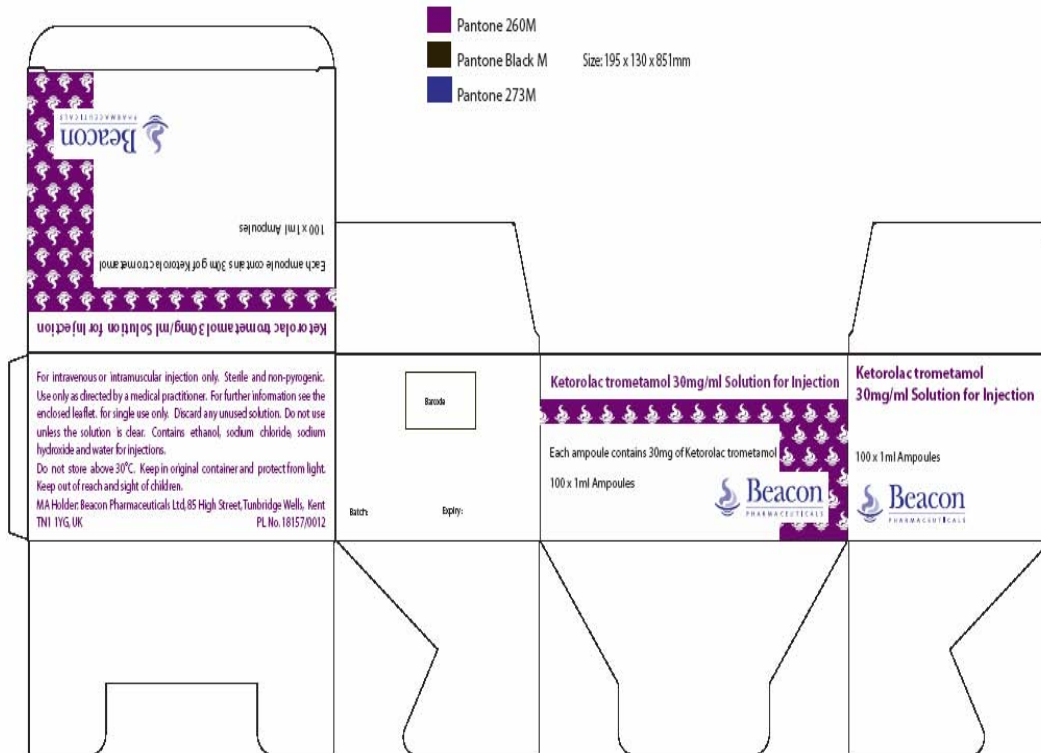 Pantone 260M
Pantone Black M
Size: 195 x 130 x 851mm
Pantone 273M
Beacon
PHARMACEUTICALS
100 x 1ml Ampoules
Each ampoule contains 30mg of Ketorolac trometamol
Ketorolac trometamol 30mg/ml Solution for Injection
For intravenous or intramuscular injection only. Sterile and non-pyrogenic.
Use only as directed by a medical practitioner. For further information see the
enclosed leaflet. for single use only. Discard any unused solution. Do not use
unless the solution is clear. Contains ethanol, sodium chloride, sodium
hydroxide and water for injections.
Do not store above 30°C. Keep in original container and protect from light.
Keep out of reach and sight of children.
MA Holder: Beacon Pharmaceuticals Ltd, 85 High Street, Tunbridge Wells, Kent
TN1 1YG, UK PL No. 18157/0012
Barcode
Batch: Expiry:
Ketorolac trometamol 30mg/ml Solution for Injection
Each ampoule contains 30mg of Ketorolac trometamol
100 x 1ml Ampoules
Beacon
PHARMACEUTICALS
Ketorolac trometamol
30mg/ml Solution for Injection
100 x 1ml Ampoules
Beacon
PHARMACEUTICALS